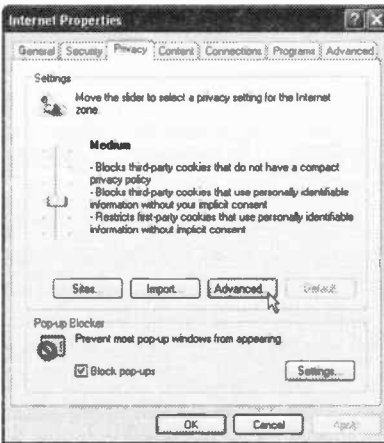 Internet Properties
General Security Privacy Content Connections Programs Advanced
Settings
Move the slider to select a privacy setting for the Internet
zone.
Medium
- Blocks third-party cookies that do not have a compact
privacy policy
- Blocks third-party cookies that use personally identifiable
information without your implicit consent
- Restricts first-party cookies that use personally identifiable
information without implicit consent
Sites... Import... Advanced... Default
Pop-up Blocker
Prevent most pop-up windows from appearing.
Block pop-ups
Settings...
OK Cancel Apply